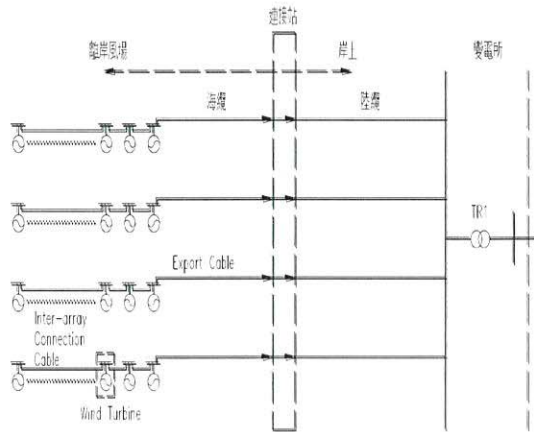 連接站
離岸風場
岸上
變電所
海纜
陸纜
TR1
Export Cable
Inter-array
Connection
Cable
Wind Turbine